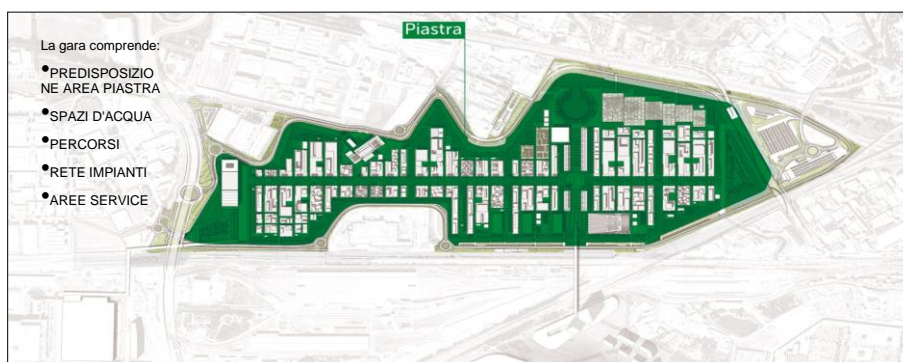 Piastra
La gara comprende:
•PREDISPOSIZIO
NE AREA PIASTRA
•SPAZI D'ACQUA
•PERCORSI
•RETE IMPIANTI
•AREE SERVICE